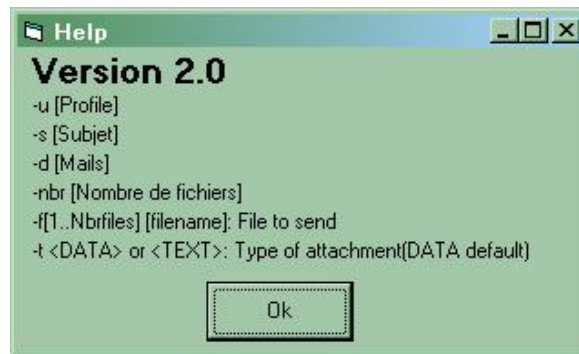 Help
Version 2.0
-u [Profile]
-s [Subjet]
-d [Mails]
-nbr [Nombre de fichiers]
-f[1..Nbrfiles] [filename]: File to send
-t <DATA> or <TEXT>: Type of attachment(DATA default)
Ok